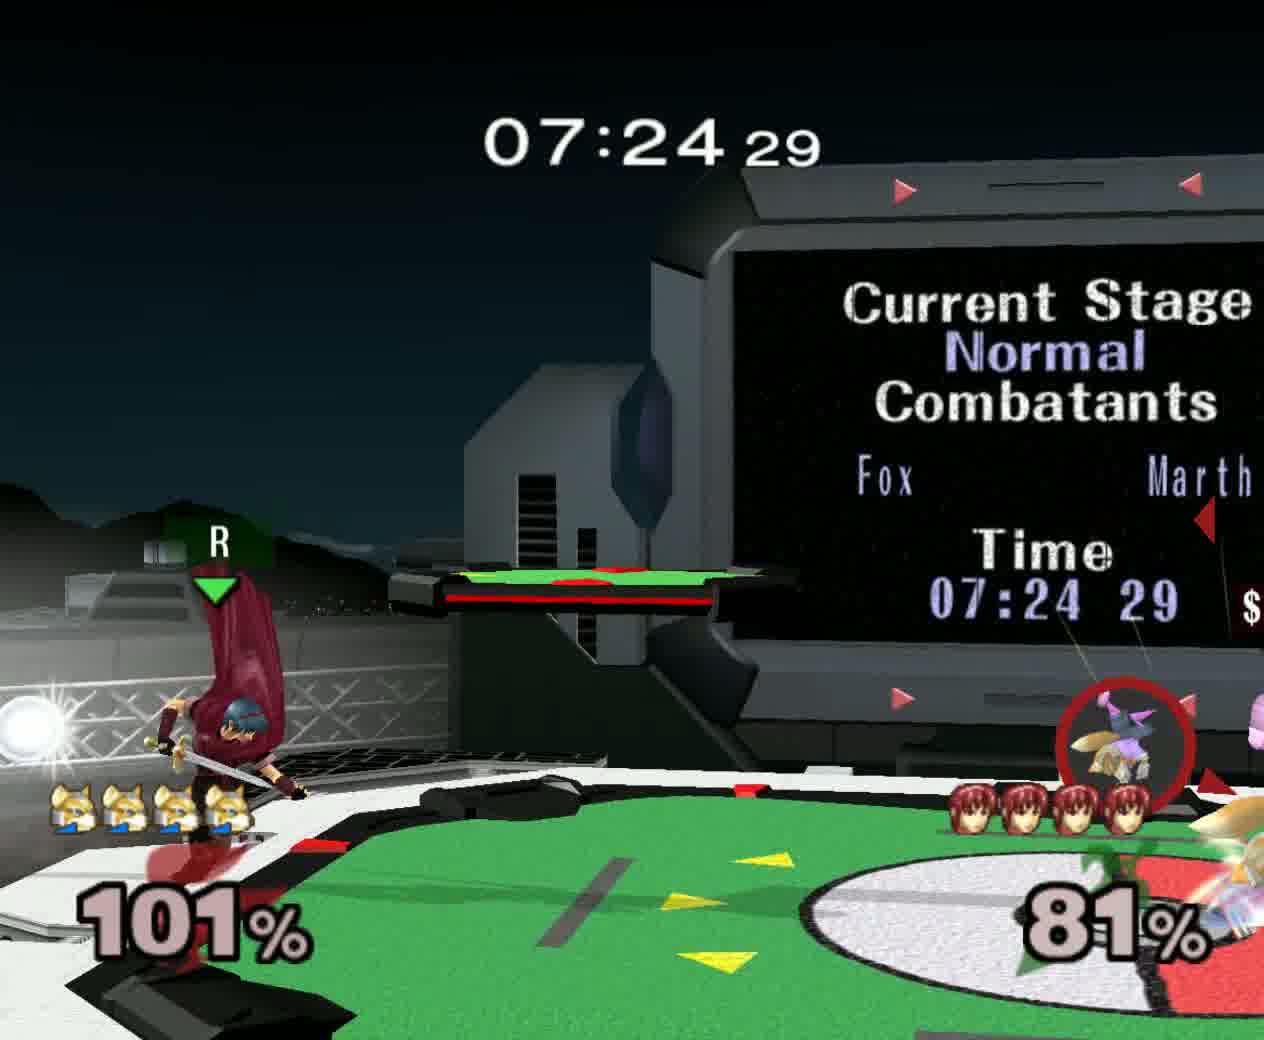 07:24 29
Current Stage
Normal
Combatants
Fox Marth
R
Time
07:24 29
$
101%
81%